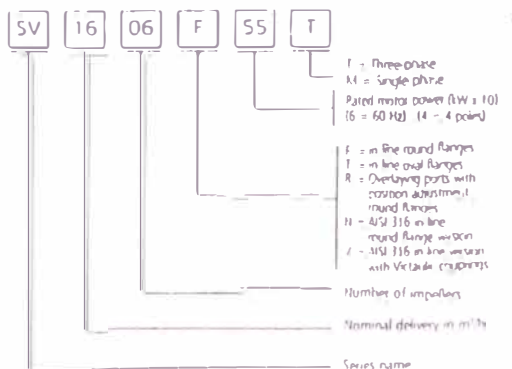 SV 16 06 F 55 T
T = Three-phase
M = Single phase
Rated motor power (kW x 10)
(6 = 60 Hz) (4 = 4 poles)
F = in line round flanges
T = in line oval flanges
R = Overlaying ports with
position adjustment
round flanges
N = AISI 316 in line
round flange version
V = AISI 316 in line version
with Victaulic couplings
Number of impellers
Nominal delivery in m³/h
Series name